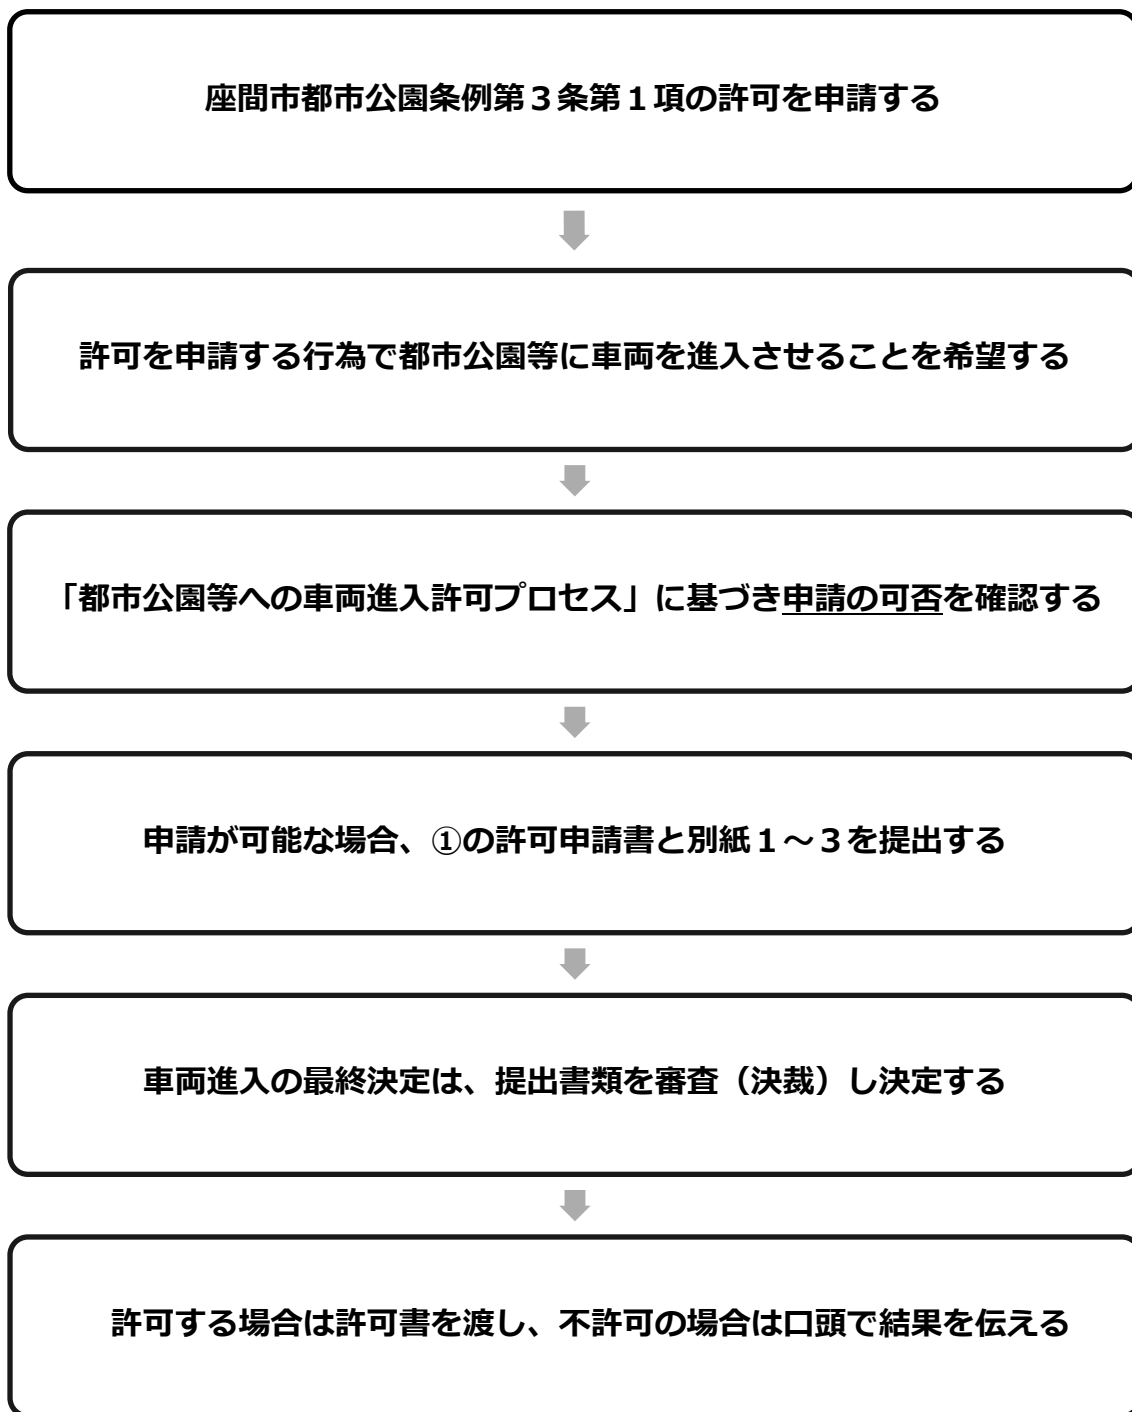 座間市都市公園条例第３条第１項の許可を申請する
許可を申請する行為で都市公園等に車両を進入させることを希望する
「都市公園等への車両進入許可プロセス」に基づき申請の可否を確認する
申請が可能な場合、①の許可申請書と別紙１～３を提出する
車両進入の最終決定は、提出書類を審査（決裁）し決定する
許可する場合は許可書を渡し、不許可の場合は口頭で結果を伝える